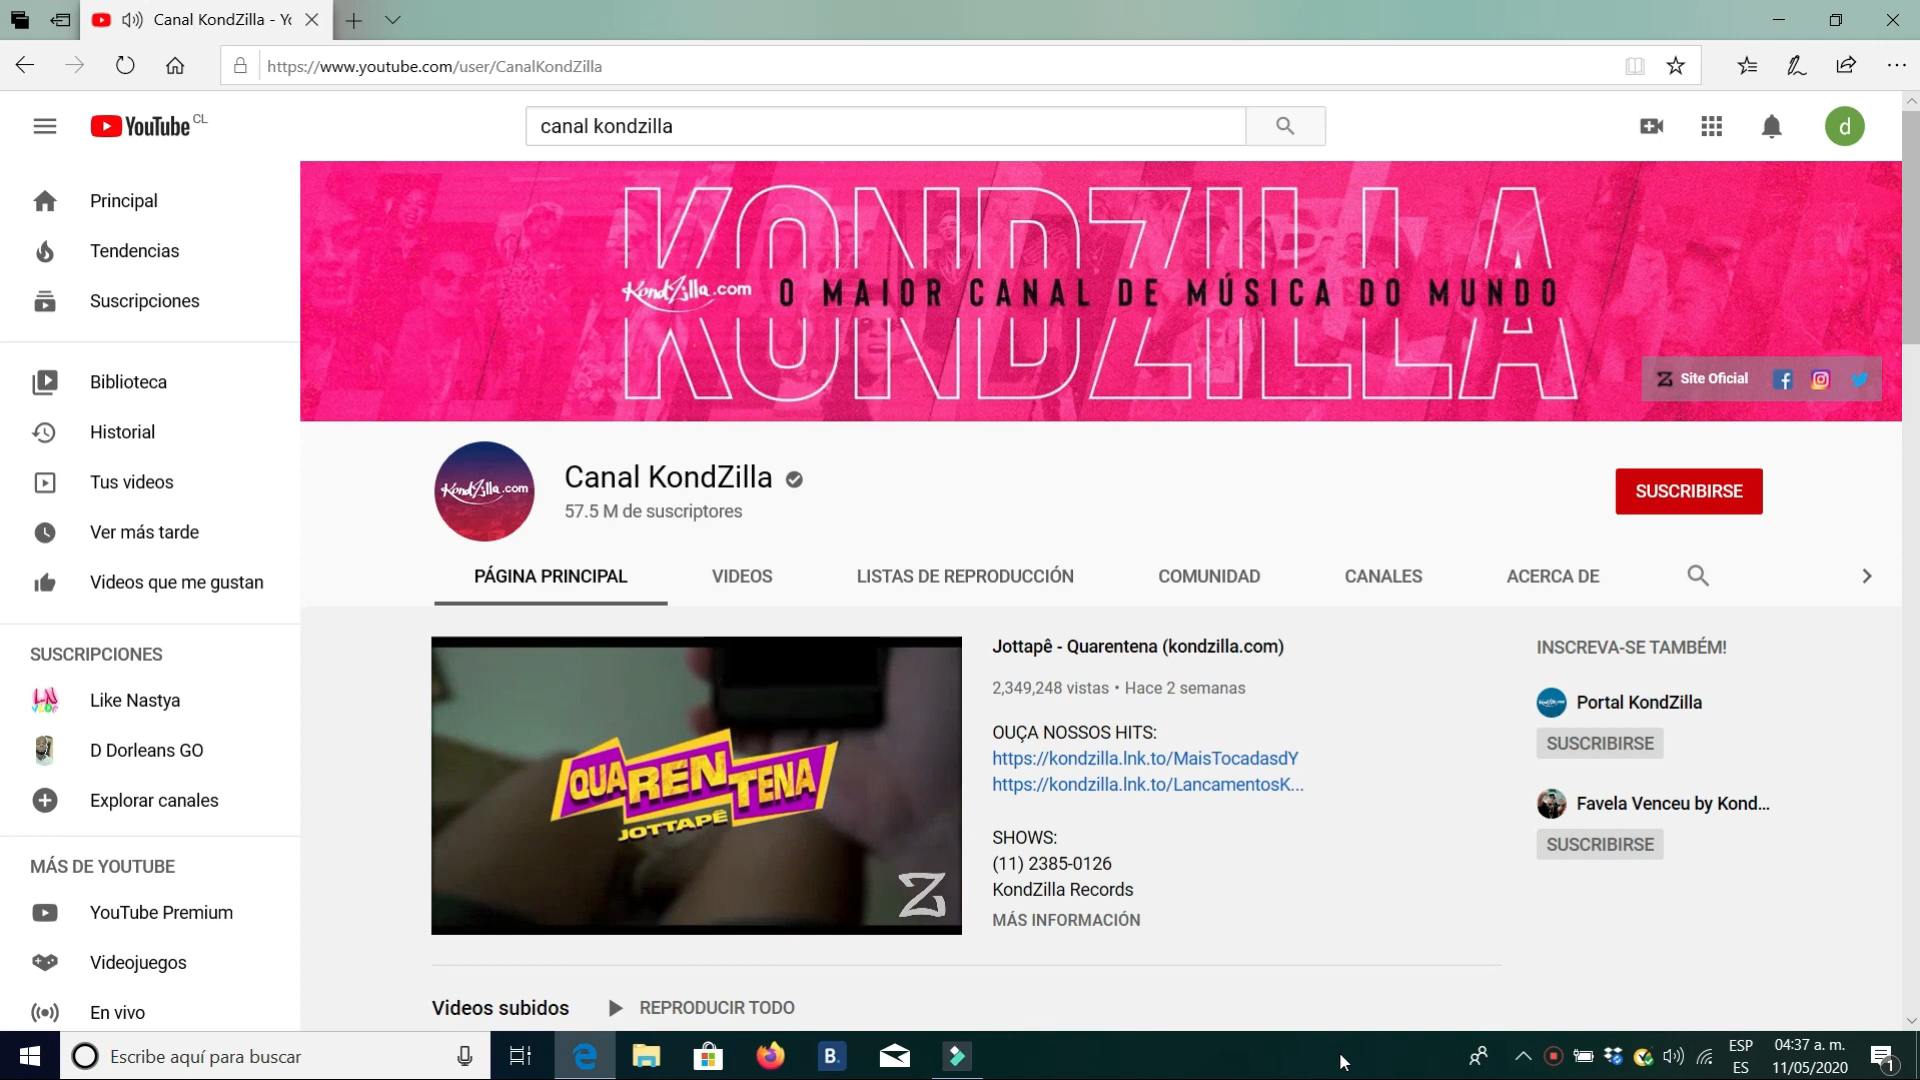 Canal KondZilla - Yo
https://www.youtube.com/user/CanalKondZilla
YouTube CL
canal kondzilla
d
Principal
Tendencias
Suscripciones
Biblioteca
Historial
Tus videos
Ver más tarde
Videos que me gustan
SUSCRIPCIONES
Like Nastya
D Dorleans GO
Explorar canales
MÁS DE YOUTUBE
YouTube Premium
Videojuegos
En vivo
KONDZILLA
KondZilla.com O MAIOR CANAL DE MÚSICA DO MUNDO
Site Oficial
KondZilla.com
Canal KondZilla
57.5 M de suscriptores
SUSCRIBIRSE
PÁGINA PRINCIPAL VIDEOS LISTAS DE REPRODUCCIÓN COMUNIDAD CANALES ACERCA DE
QUARENTENA
JOTTAPÊ
Z
Jottapê - Quarentena (kondzilla.com)
2,349,248 vistas • Hace 2 semanas
OUÇA NOSSOS HITS:
https://kondzilla.lnk.to/MaisTocadasdY
https://kondzilla.lnk.to/LancamentosK...
SHOWS:
(11) 2385-0126
KondZilla Records
MÁS INFORMACIÓN
INSCREVA-SE TAMBÉM!
Portal KondZilla
SUSCRIBIRSE
Favela Venceu by Kond...
SUSCRIBIRSE
Videos subidos REPRODUCIR TODO
Escribe aquí para buscar
B.
ESP
ES
04:37 a. m.
11/05/2020
1